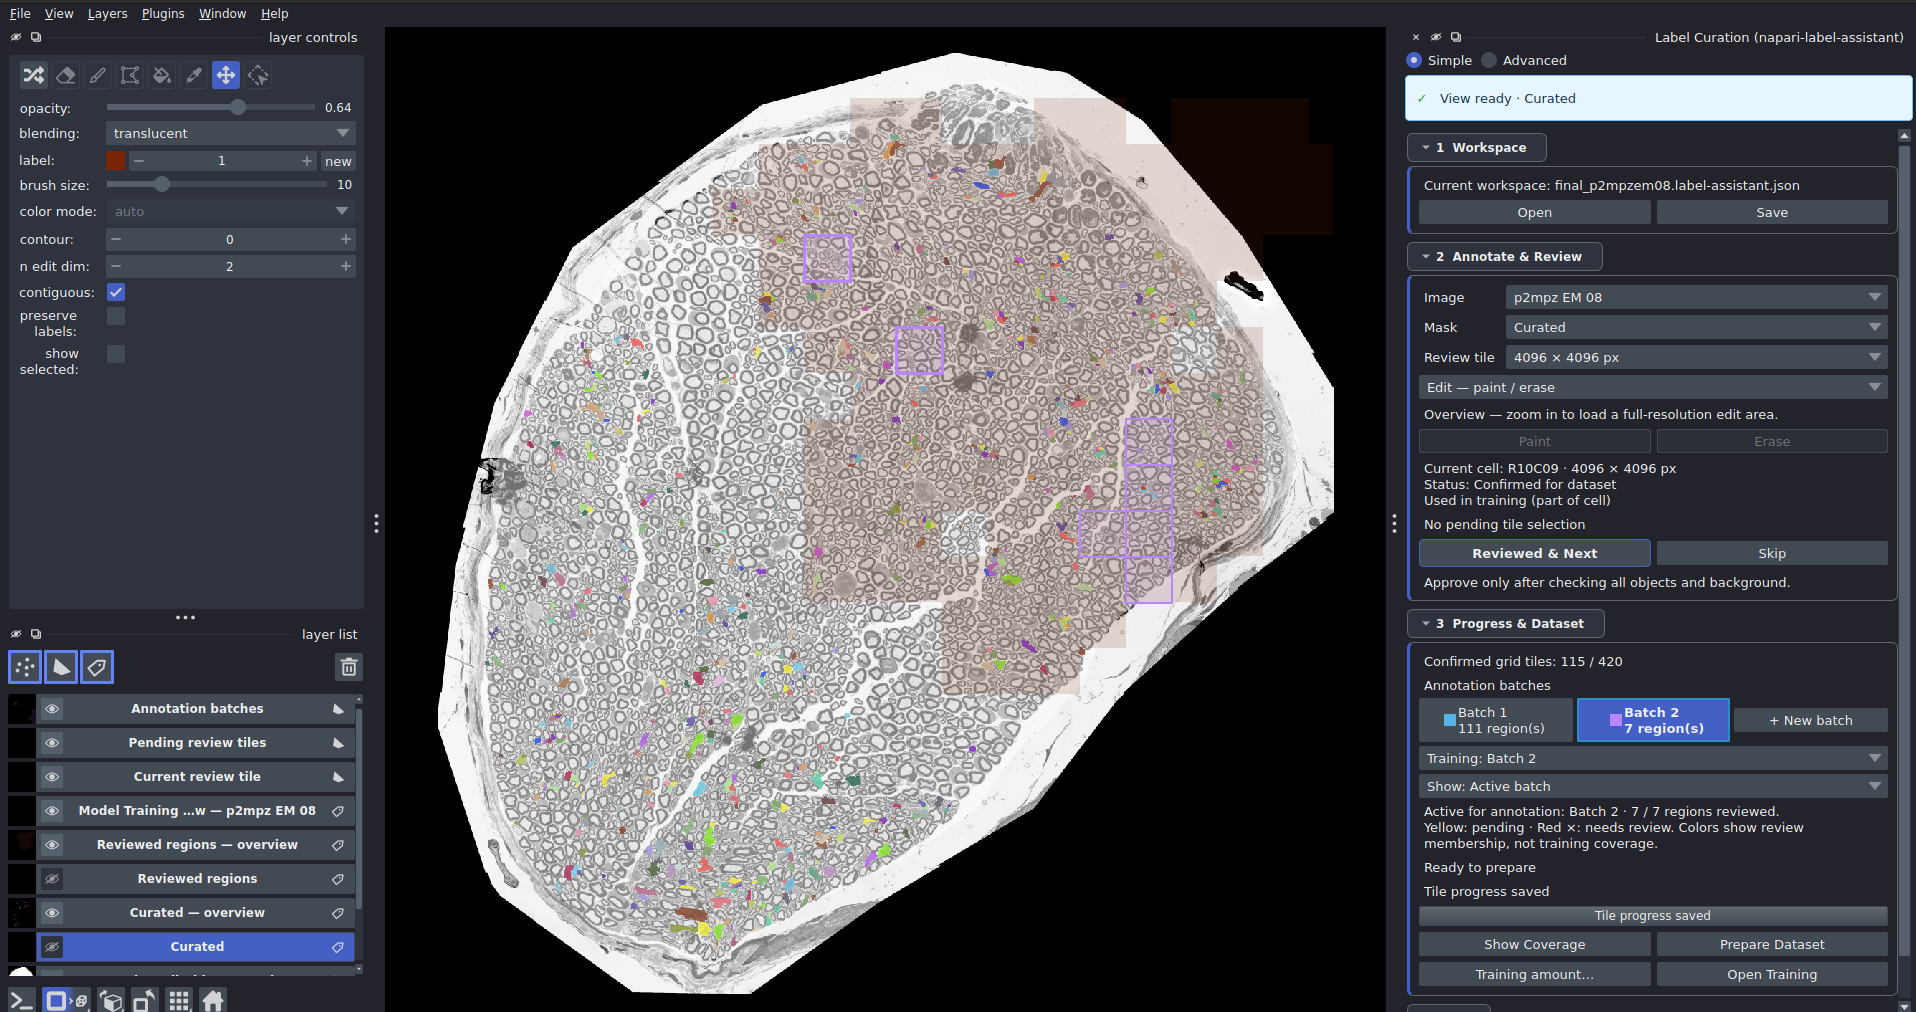 File View Layers Plugins Window Help
layer controls
opacity: 0.64
blending: translucent
label: − 1 + new
brush size: 10
color mode: auto
contour: − 0 +
n edit dim: − 2 +
contiguous:
preserve
labels:
show
selected:
layer list
Annotation batches
Pending review tiles
Current review tile
Model Training ...w — p2mpz EM 08
Reviewed regions — overview
Reviewed regions
Curated — overview
Curated
Label Curation (napari-label-assistant)
Simple Advanced
✓ View ready · Curated
1 Workspace
Current workspace: final_p2mpzem08.label-assistant.json
Open Save
2 Annotate & Review
Image p2mpz EM 08
Mask Curated
Review tile 4096 × 4096 px
Edit — paint / erase
Overview — zoom in to load a full-resolution edit area.
Paint Erase
Current cell: R10C09 · 4096 × 4096 px
Status: Confirmed for dataset
Used in training (part of cell)
No pending tile selection
Reviewed & Next Skip
Approve only after checking all objects and background.
3 Progress & Dataset
Confirmed grid tiles: 115 / 420
Annotation batches
Batch 1
111 region(s)
Batch 2
7 region(s)
+ New batch
Training: Batch 2
Show: Active batch
Active for annotation: Batch 2 · 7 / 7 regions reviewed.
Yellow: pending · Red ×: needs review. Colors show review
membership, not training coverage.
Ready to prepare
Tile progress saved
Tile progress saved
Show Coverage Prepare Dataset
Training amount... Open Training